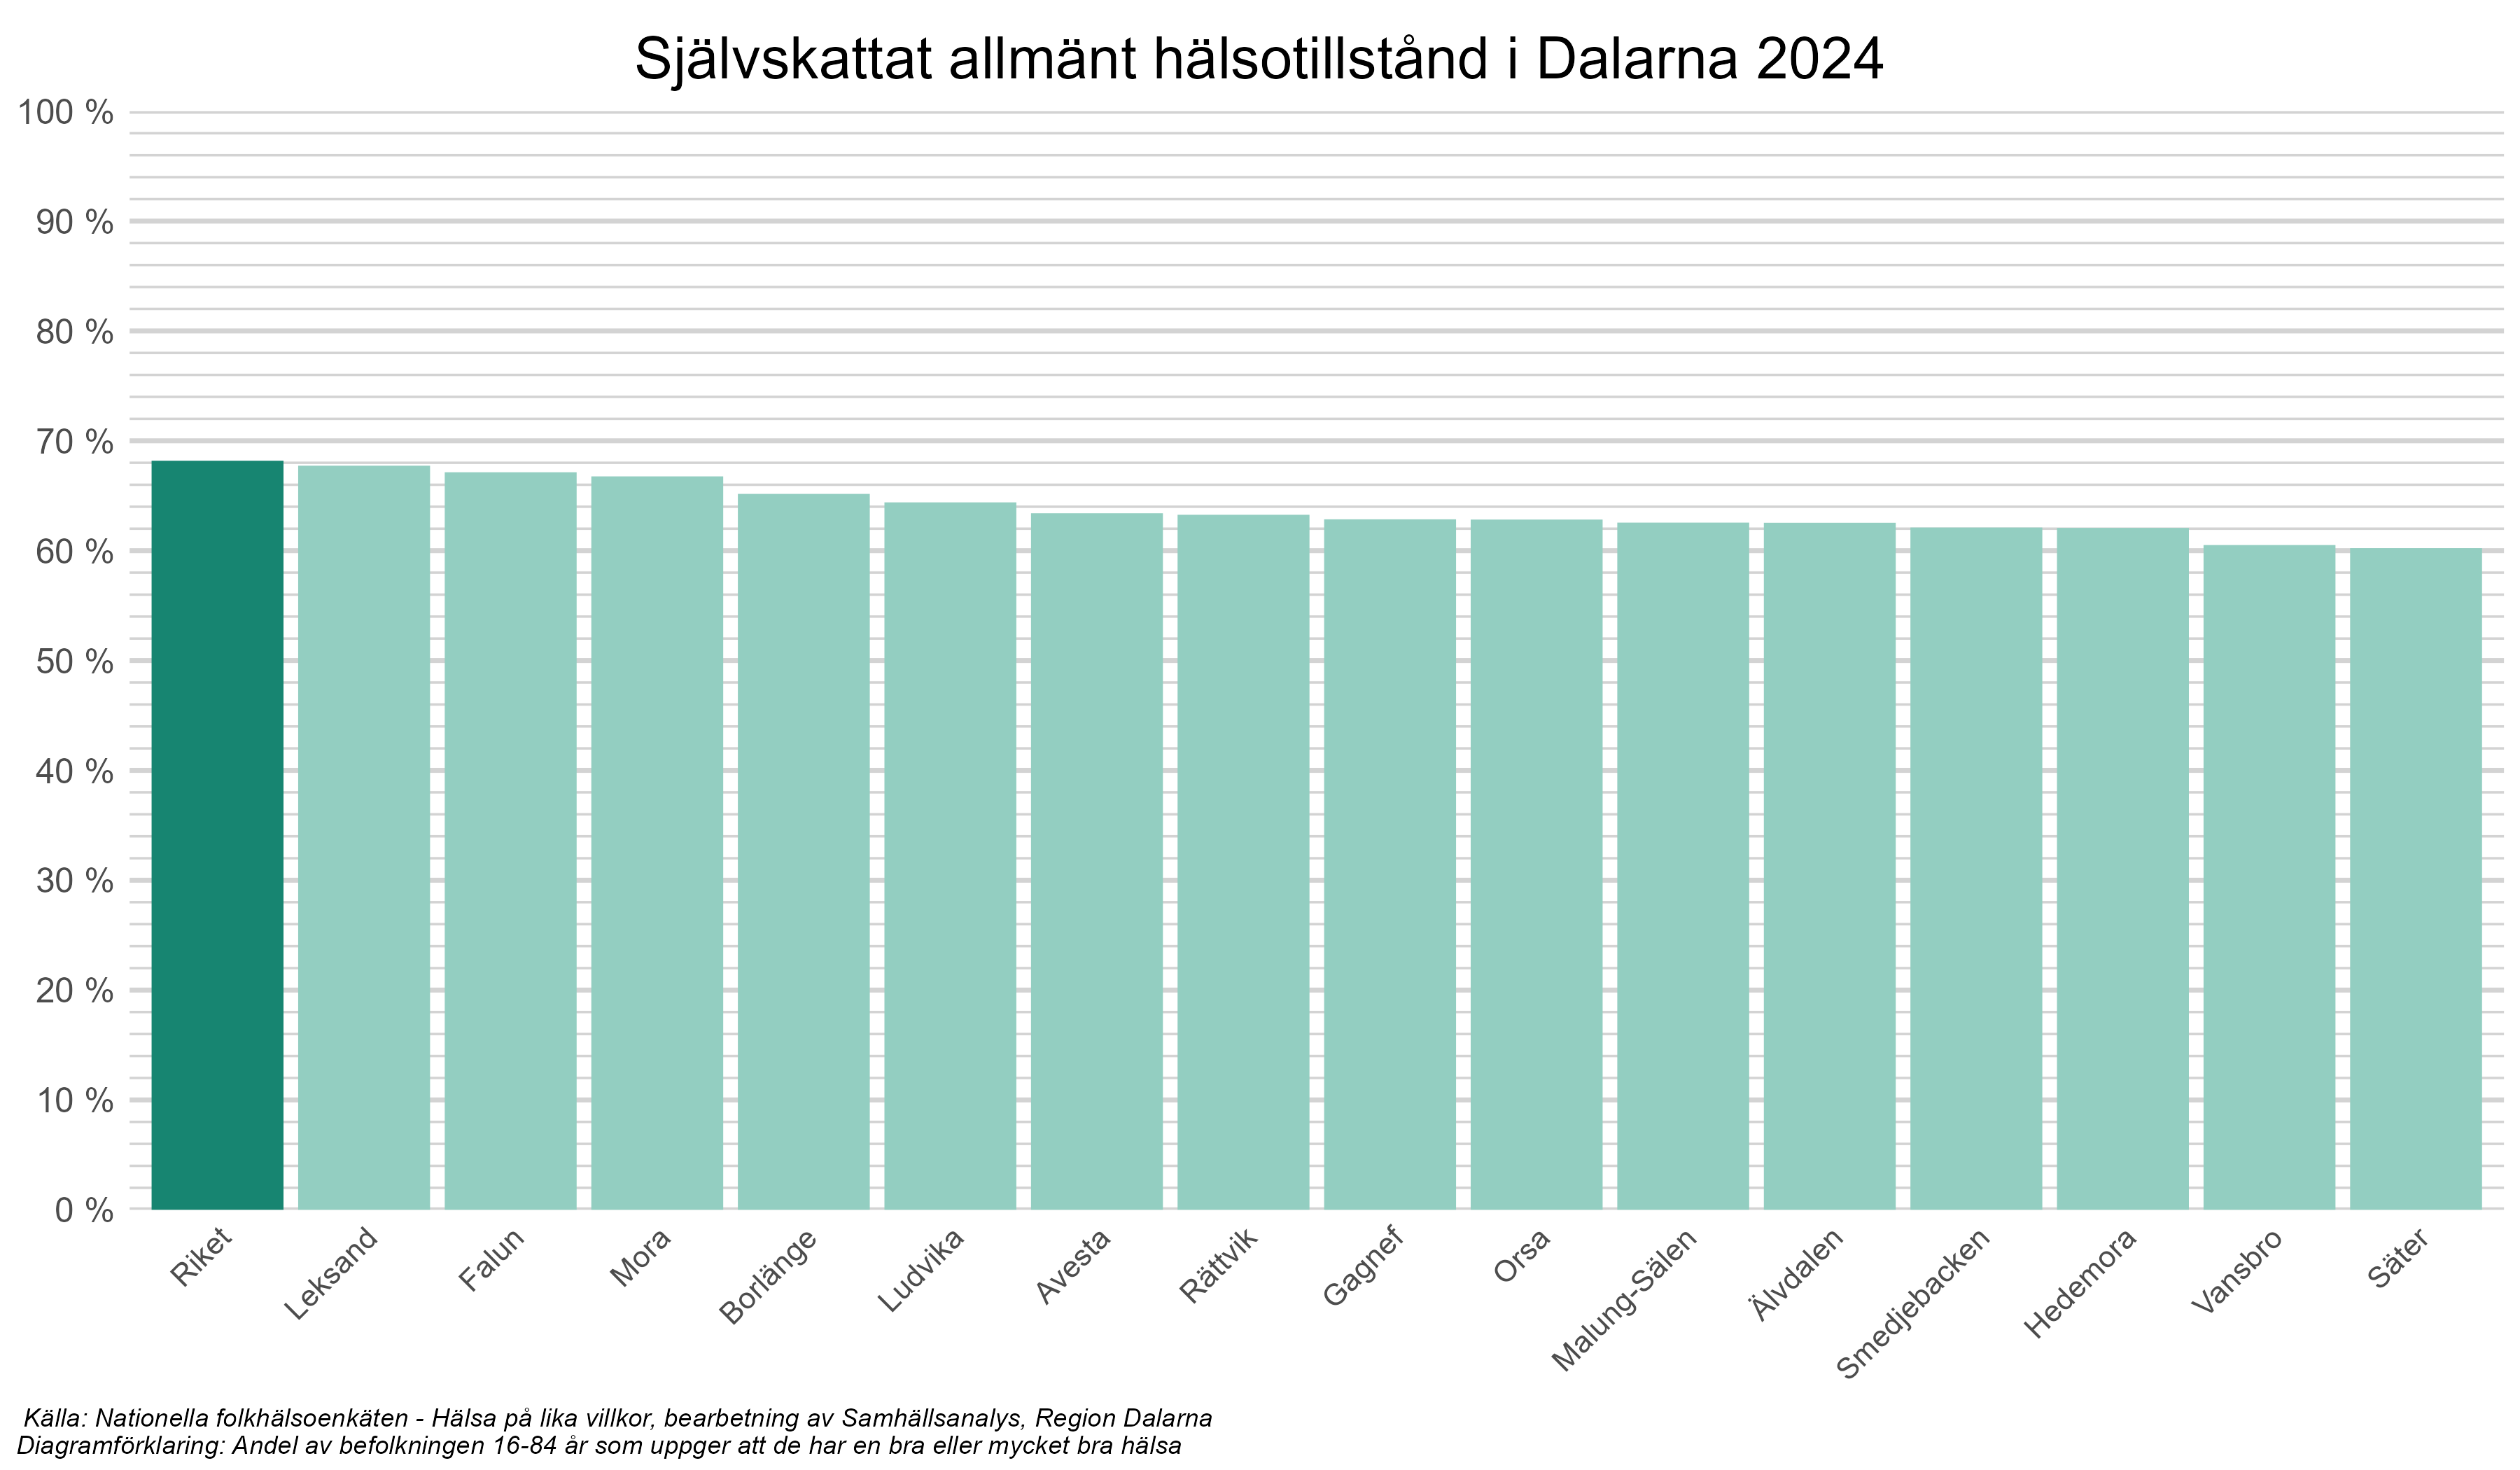 Självskattat allmänt hälsotillstånd i Dalarna 2024
100 %
90 %
80 %
70 %
60 %
50 %
40 %
30 %
20 %
10 %
0 %
Riket
Leksand
Falun
Mora
Borlänge
Ludvika
Avesta
Rättvik
Gagnef
Orsa
Malung-Sälen
Älvdalen
Smedjebacken
Hedemora
Vansbro
Säter
Källa: Nationella folkhälsoenkäten - Hälsa på lika villkor, bearbetning av Samhällsanalys, Region Dalarna
Diagramförklaring: Andel av befolkningen 16-84 år som uppger att de har en bra eller mycket bra hälsa